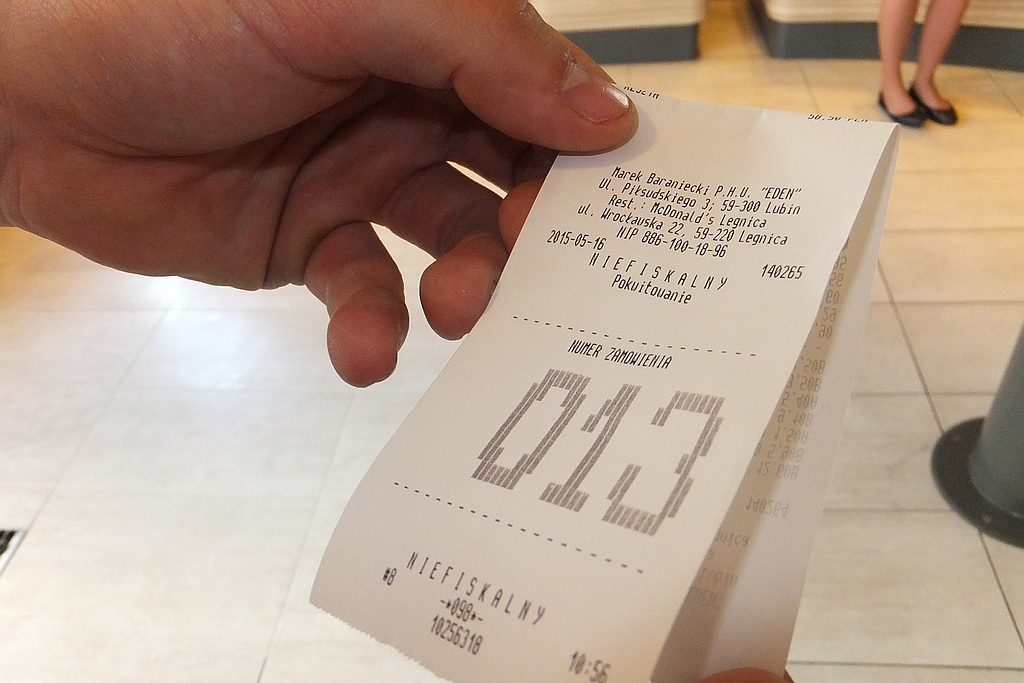 RESZTA
Marek Baraniecki P.H.U. "EDEN"
Ul. Piłsudskiego 3; 59-300 Lubin
Rest.: McDonald's Legnica
ul. Wrocławska 22, 59-220 Legnica
NIP 886-100-18-96
2015-05-16 140265
NIEFISKALNY
Pokwitowanie
NUMER ZAMÓWIENIA
013
NIEFISKALNY
#8 098
10256318
10:56